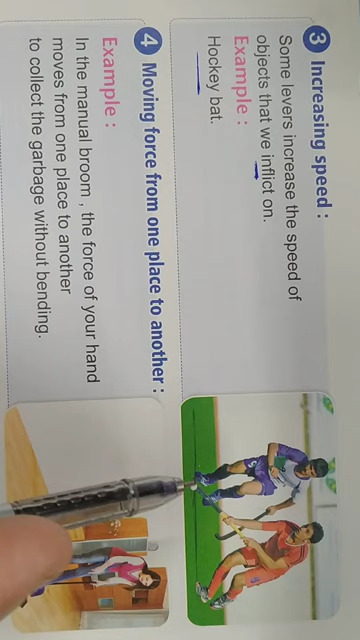 3 Increasing speed :
Some levers increase the speed of
objects that we inflict on.
Example :
Hockey bat.
4 Moving force from one place to another :
Example :
In the manual broom , the force of your hand
moves from one place to another
to collect the garbage without bending.